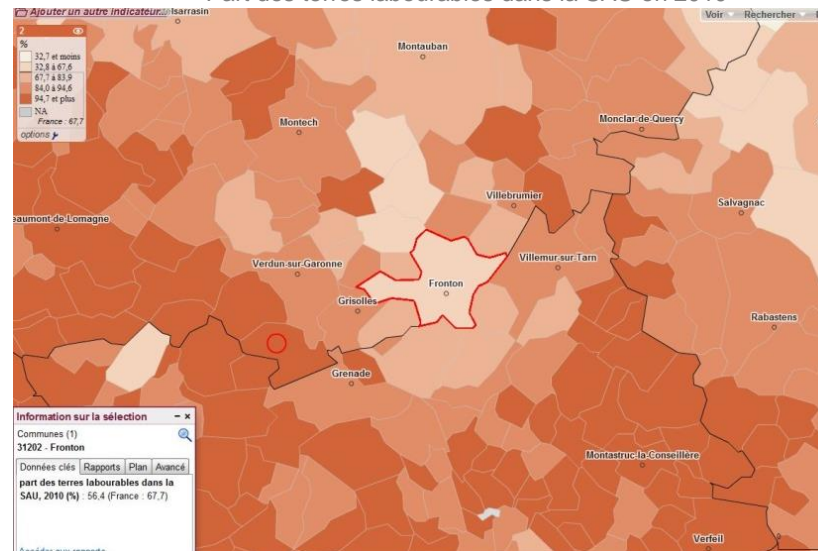 Part des terres labourables dans la SAU en 2010
Ajouter un autre indicateur...
Voir
Rechercher
2
%
32,7 et moins
32,8 à 67,6
67,7 à 83,9
84,0 à 94,6
94,7 et plus
NA
France : 67,7
options
Montauban
Montech
Monclar-de-Quercy
Villebrumier
Salvagnac
Verdun-sur-Garonne
Villemur-sur-Tarn
Fronton
Grisolles
Rabastens
Grenade
Montastruc-la-Conseillère
Verfeil
Information sur la sélection
Communes (1)
31202 - Fronton
Données clés Rapports Plan Avancé
part des terres labourables dans la
SAU, 2010 (%) : 56,4 (France : 67,7)